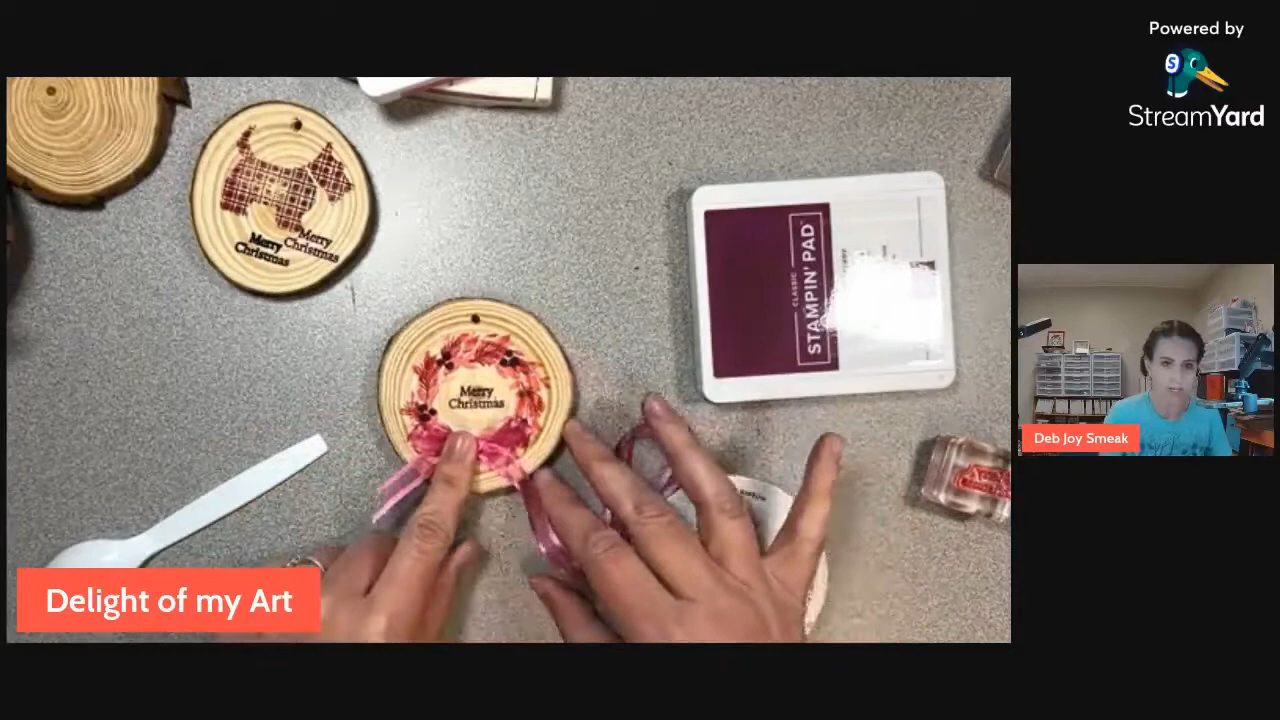 Powered by
StreamYard
Merry
Christmas
Merry
Christmas
CLASSIC
STAMPIN' PAD
Merry
Christmas
Deb Joy Smeak
Delight of my Art